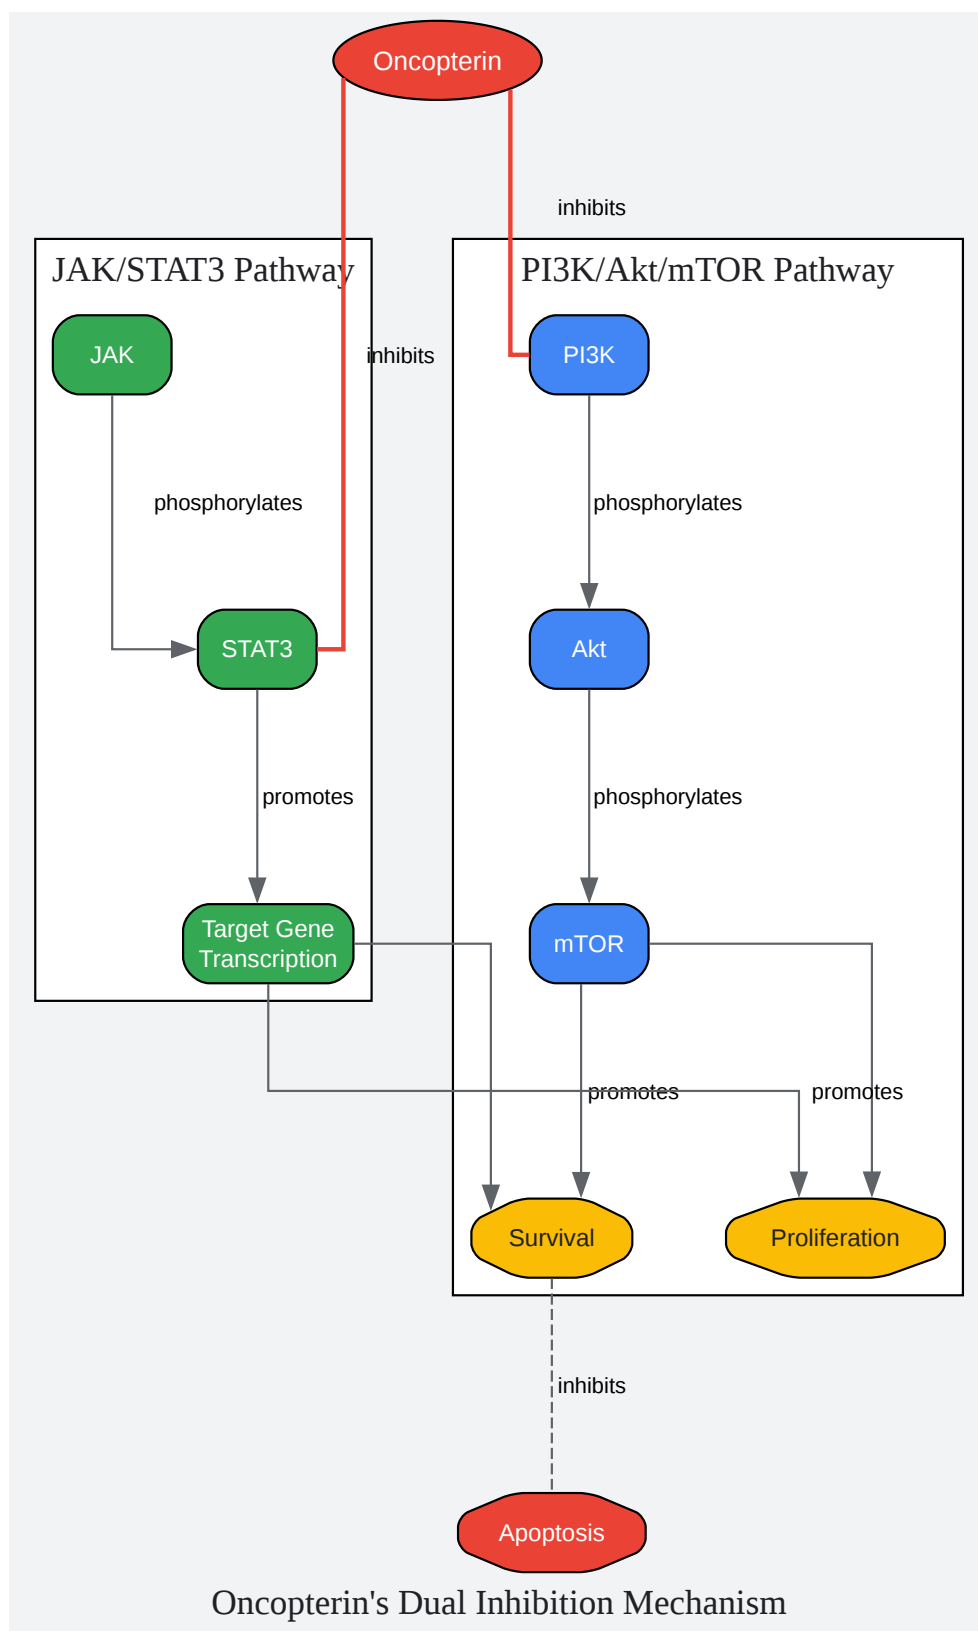 Oncopterin
inhibits
JAK/STAT3 Pathway
PI3K/Akt/mTOR Pathway
JAK
inhibits
PI3K
phosphorylates
phosphorylates
STAT3
Akt
promotes
phosphorylates
Target Gene
Transcription
mTOR
promotes
promotes
Survival
Proliferation
inhibits
Apoptosis
Oncopterin's Dual Inhibition Mechanism